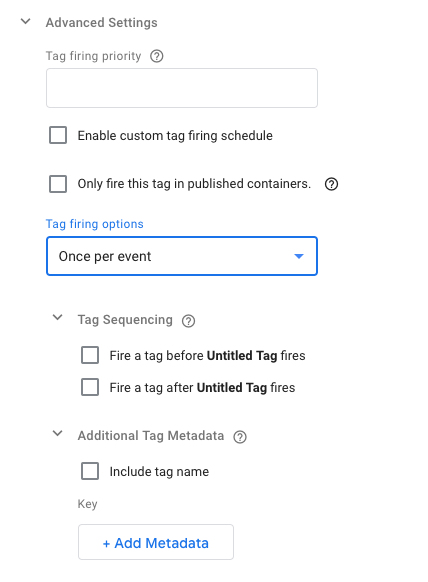 Advanced Settings
Tag firing priority
Enable custom tag firing schedule
Only fire this tag in published containers.
Tag firing options
Once per event
Tag Sequencing
Fire a tag before Untitled Tag fires
Fire a tag after Untitled Tag fires
Additional Tag Metadata
Include tag name
Key
+ Add Metadata